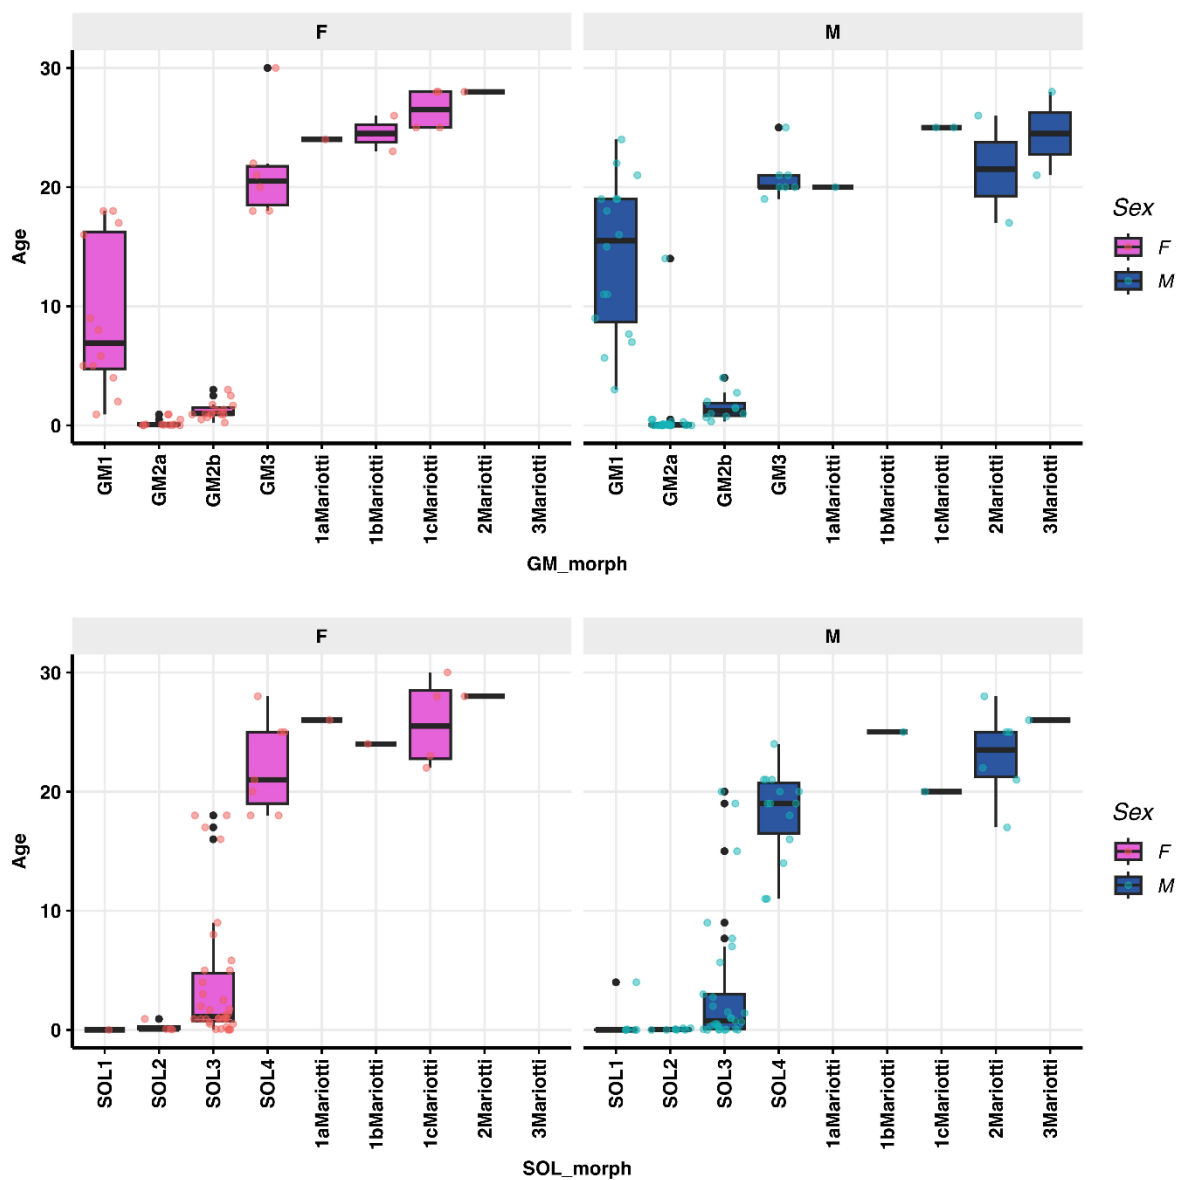 F
M
30
20
10
0
Age
GM1
GM2a
GM2b
GM3
1aMariotti
1bMariotti
1cMariotti
2Mariotti
3Mariotti
GM1
GM2a
GM2b
GM3
1aMariotti
1bMariotti
1cMariotti
2Mariotti
3Mariotti
GM_morph
Sex
F
M
F
M
30
20
10
0
Age
SOL1
SOL2
SOL3
SOL4
1aMariotti
1bMariotti
1cMariotti
2Mariotti
3Mariotti
SOL1
SOL2
SOL3
SOL4
1aMariotti
1bMariotti
1cMariotti
2Mariotti
3Mariotti
SOL_morph
Sex
F
M